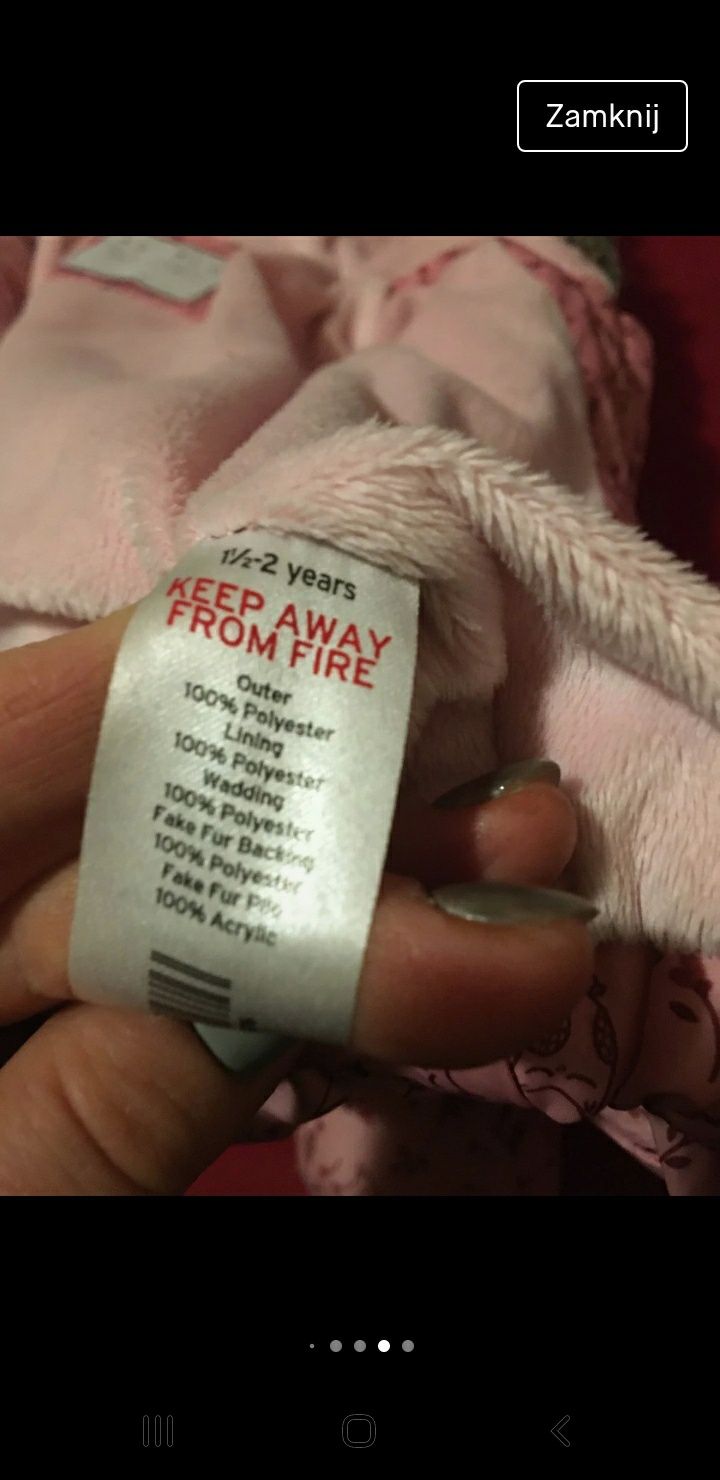 Zamknij
1½-2 years
KEEP AWAY
FROM FIRE
Outer
100% Polyester
Lining
100% Polyester
Wadding
100% Polyester
Fake Fur Backing
100% Polyester
Fake Fur Pile
100% Acrylic